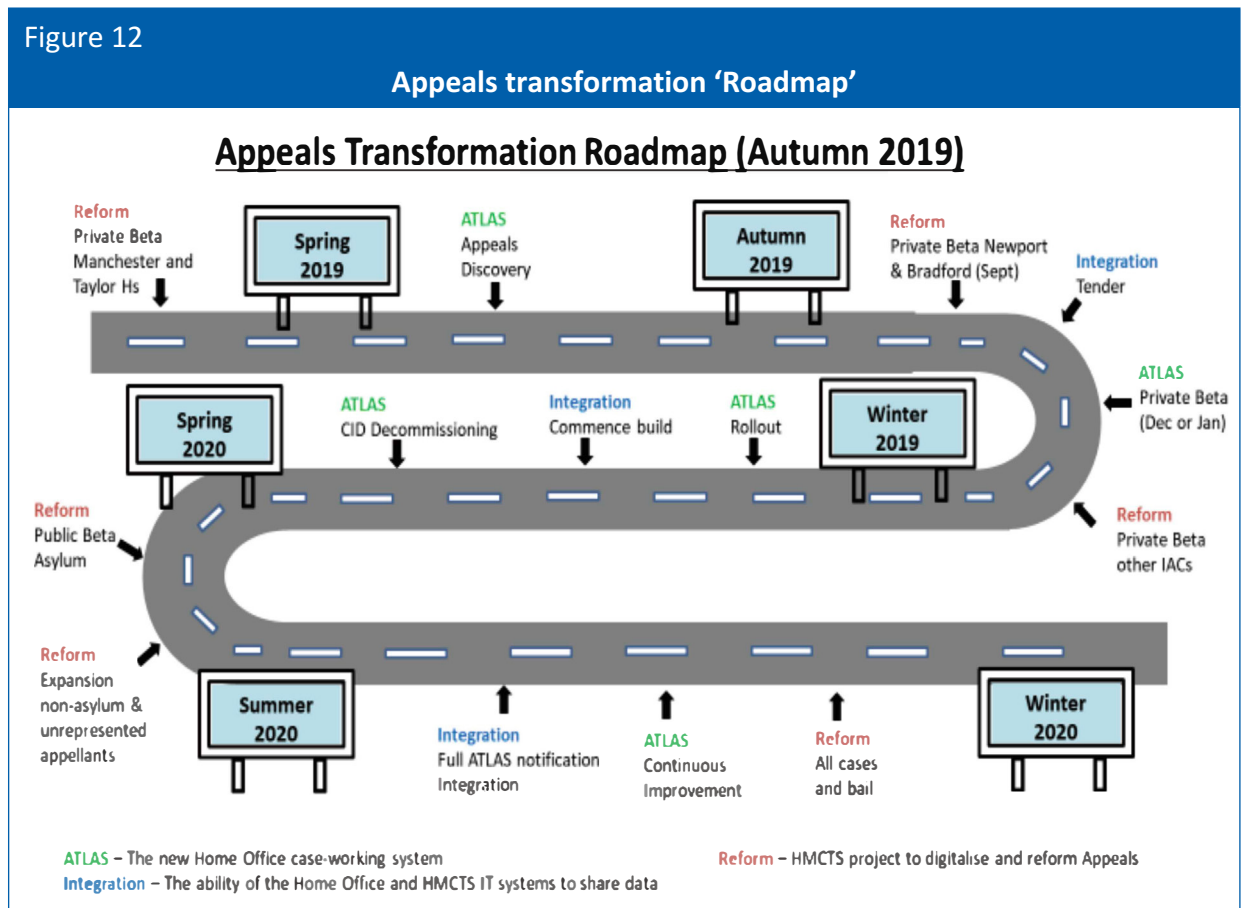 Figure 12
Appeals transformation ‘Roadmap’
Appeals Transformation Roadmap (Autumn 2019)
Reform
Private Beta
Manchester and
Taylor Hs
Spring
2019
ATLAS
Appeals
Discovery
Autumn
2019
Reform
Private Beta Newport
& Bradford (Sept)
Integration
Tender
ATLAS
Private Beta
(Dec or Jan)
Reform
Private Beta
other IACs
Winter
2019
ATLAS
Rollout
Integration
Commence build
ATLAS
CID Decommissioning
Spring
2020
Reform
Public Beta
Asylum
Reform
Expansion
non-asylum &
unrepresented
appellants
Summer
2020
Integration
Full ATLAS notification
Integration
ATLAS
Continuous
Improvement
Reform
All cases
and bail
Winter
2020
ATLAS – The new Home Office case-working system
Reform – HMCTS project to digitalise and reform Appeals
Integration – The ability of the Home Office and HMCTS IT systems to share data